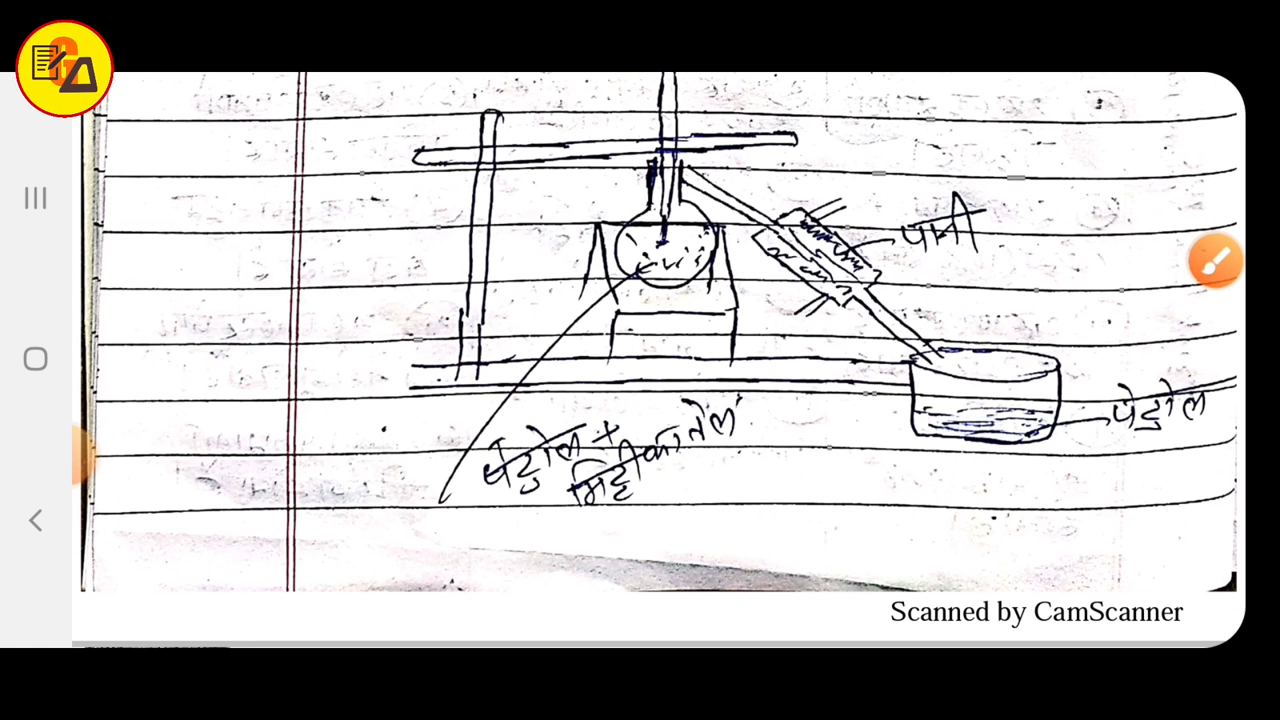 पानी
पेट्रोल
पेट्रोल +
मिट्टी का तेल
Scanned by CamScanner